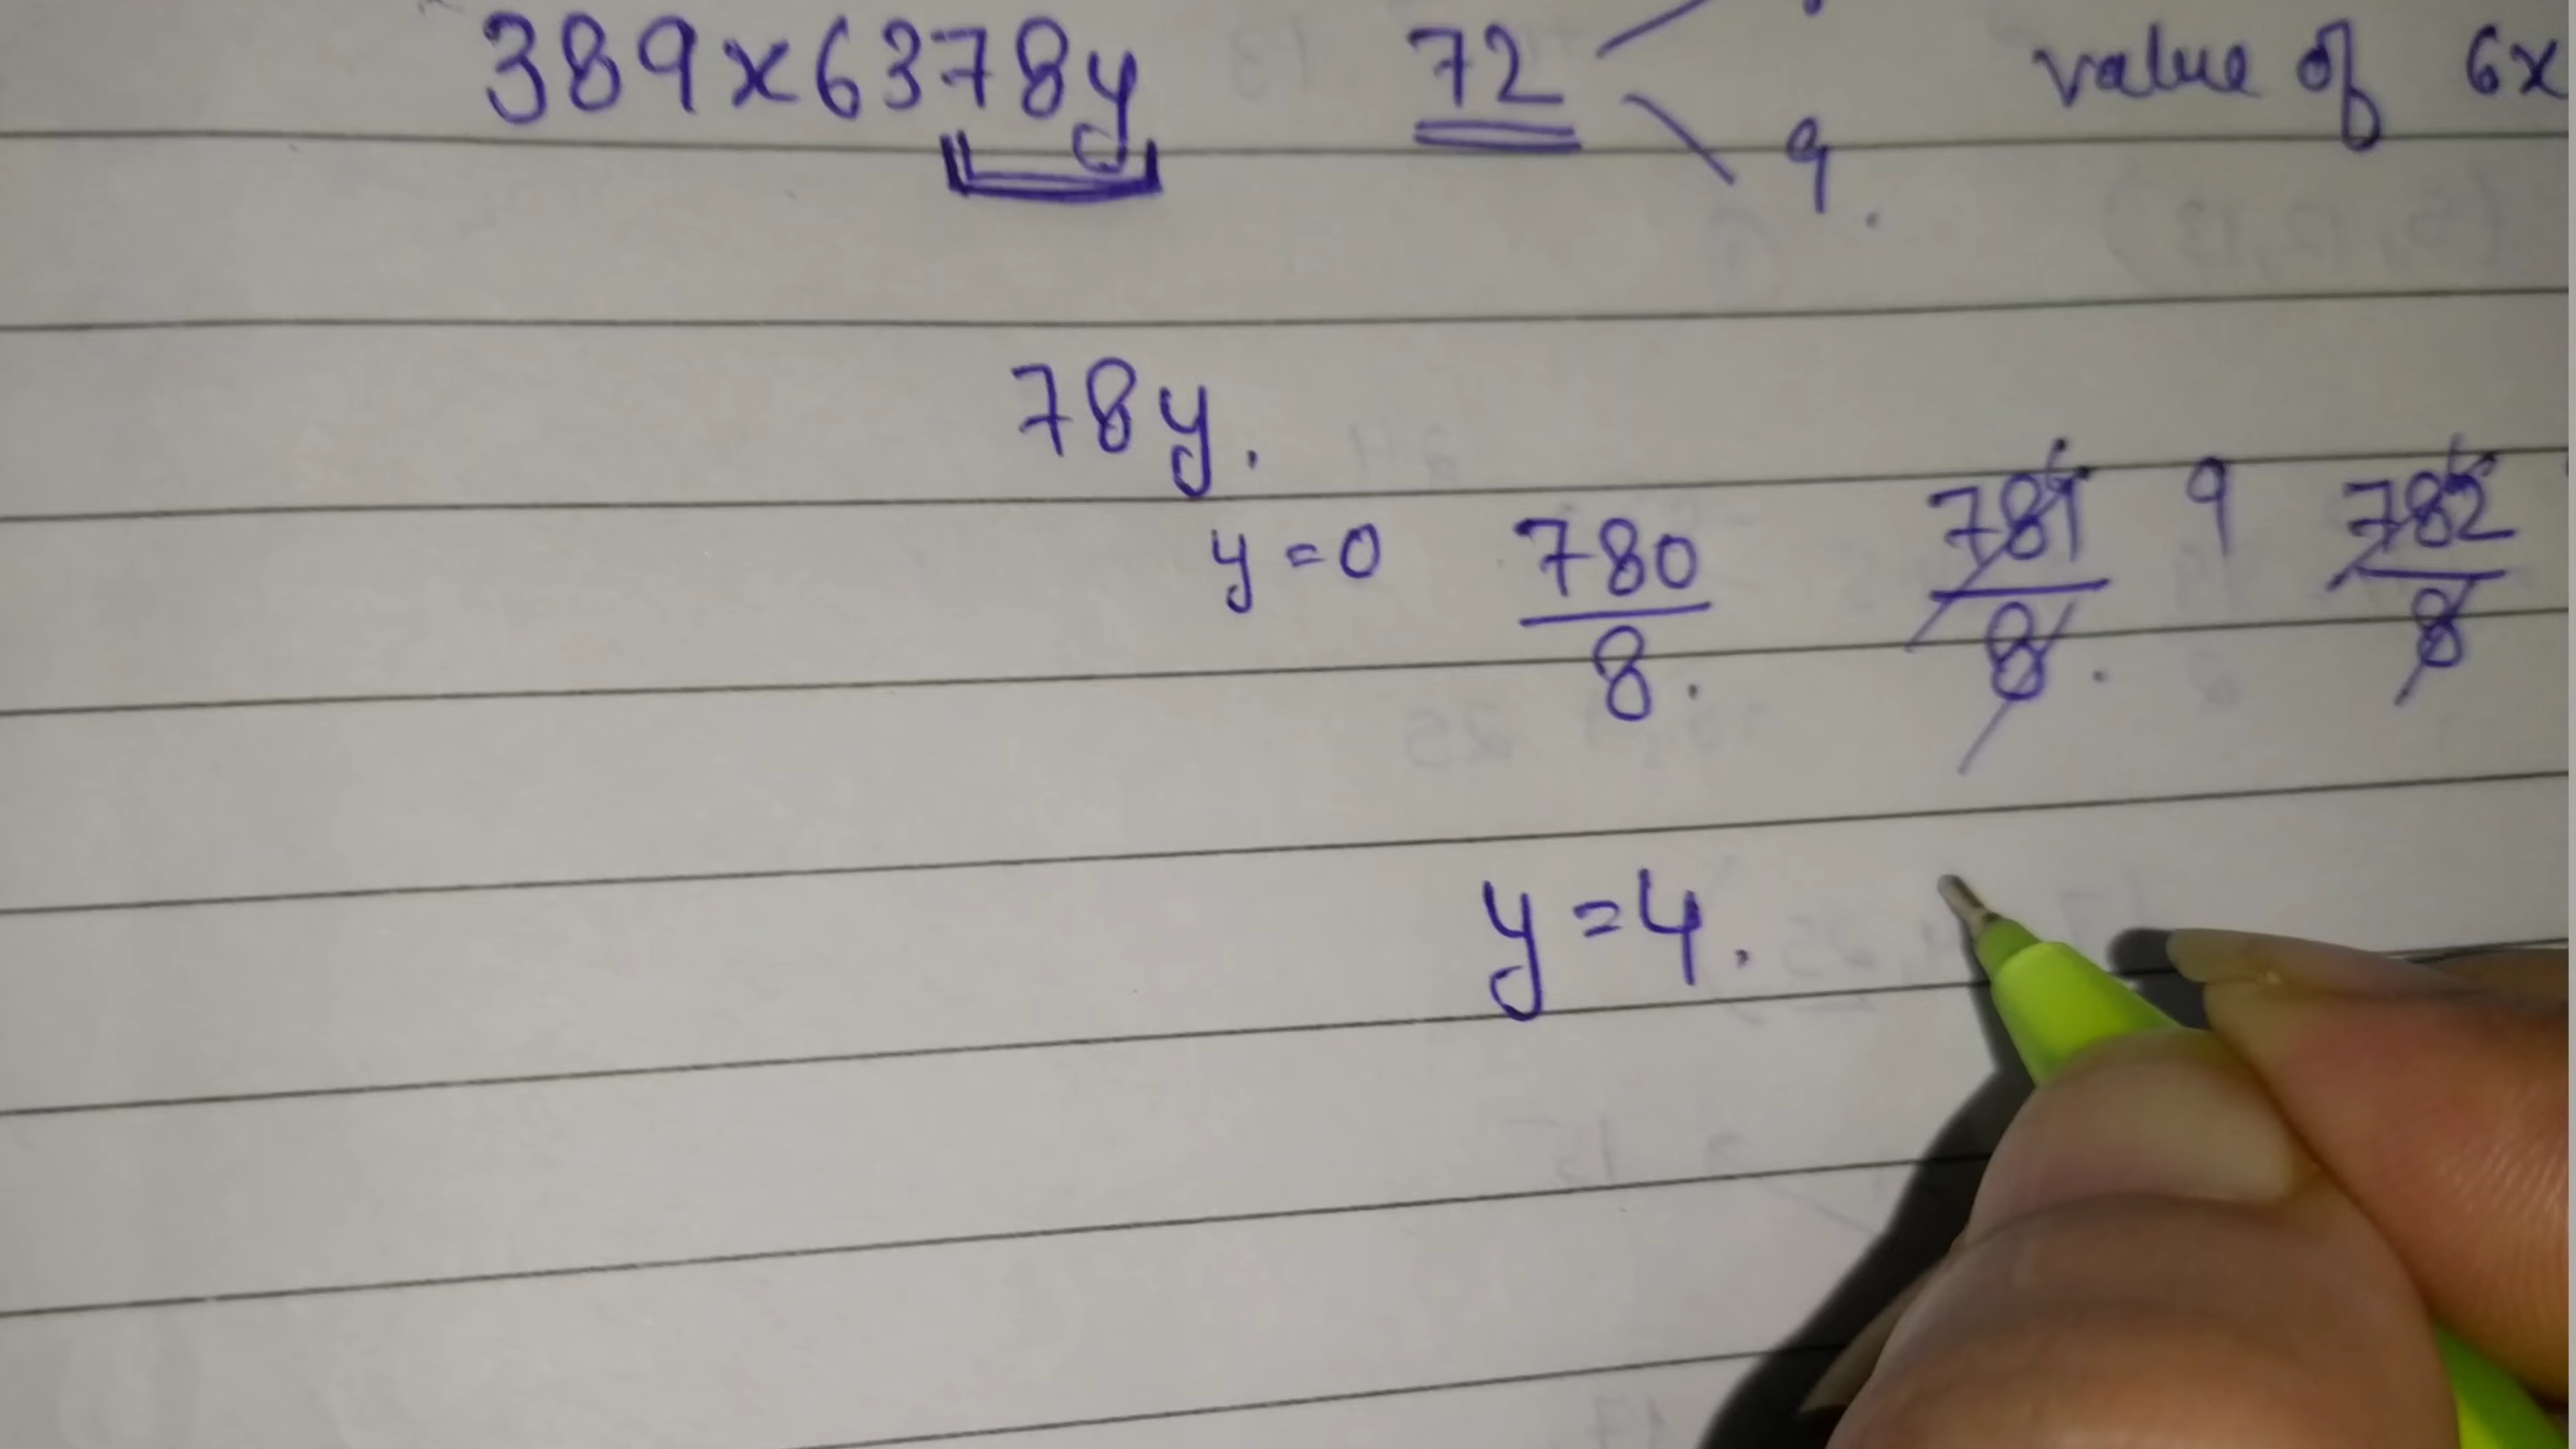 389x6378y 72 value of 6x
9.
78y.
y=0 780/8. 781/8. 9 782/8
y=4.